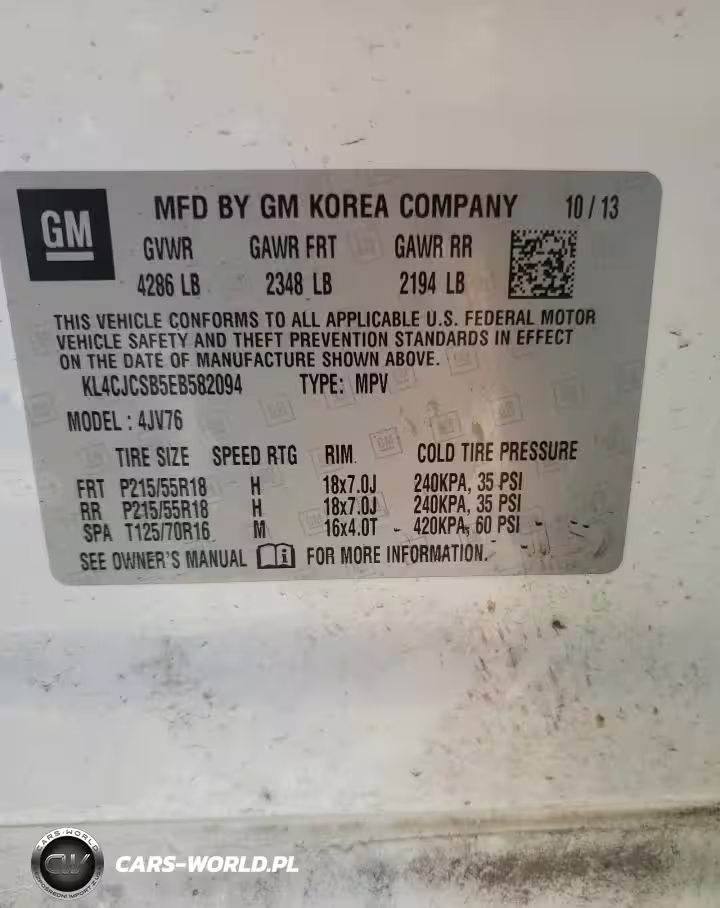 GM
MFD BY GM KOREA COMPANY 10 / 13
GVWR GAWR FRT GAWR RR
4286 LB 2348 LB 2194 LB
THIS VEHICLE CONFORMS TO ALL APPLICABLE U.S. FEDERAL MOTOR
VEHICLE SAFETY AND THEFT PREVENTION STANDARDS IN EFFECT
ON THE DATE OF MANUFACTURE SHOWN ABOVE.
KL4CJCSB5EB582094 TYPE: MPV
MODEL : 4JV76
TIRE SIZE SPEED RTG RIM COLD TIRE PRESSURE
FRT P215/55R18 H 18x7.0J 240KPA, 35 PSI
RR P215/55R18 H 18x7.0J 240KPA, 35 PSI
SPA T125/70R16 M 16x4.0T 420KPA, 60 PSI
SEE OWNER'S MANUAL FOR MORE INFORMATION.
CARS-WORLD
CW
CARS-WORLD.PL